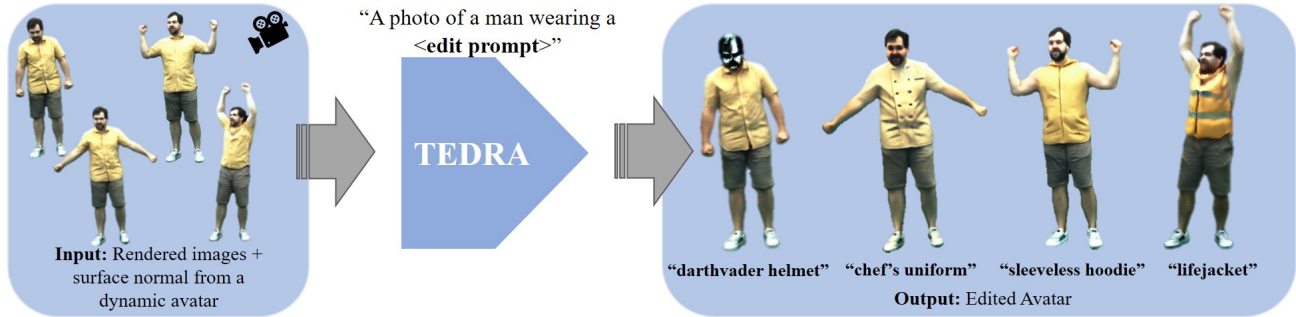 “A photo of a man wearing a
<edit prompt>”
TEDRA
Input: Rendered images +
surface normal from a
dynamic avatar
“darthvader helmet”
“chef’s uniform”
“sleeveless hoodie”
“lifejacket”
Output: Edited Avatar